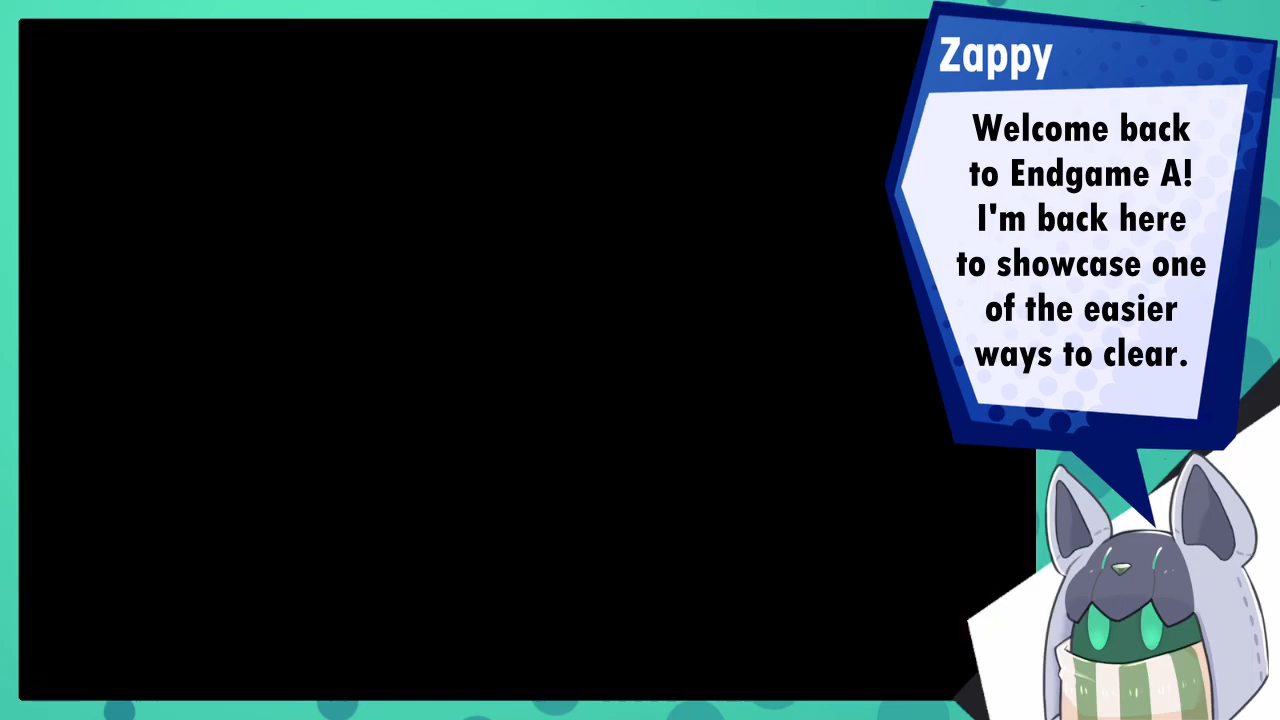 Zappy
Welcome back
to Endgame A!
I'm back here
to showcase one
of the easier
ways to clear.